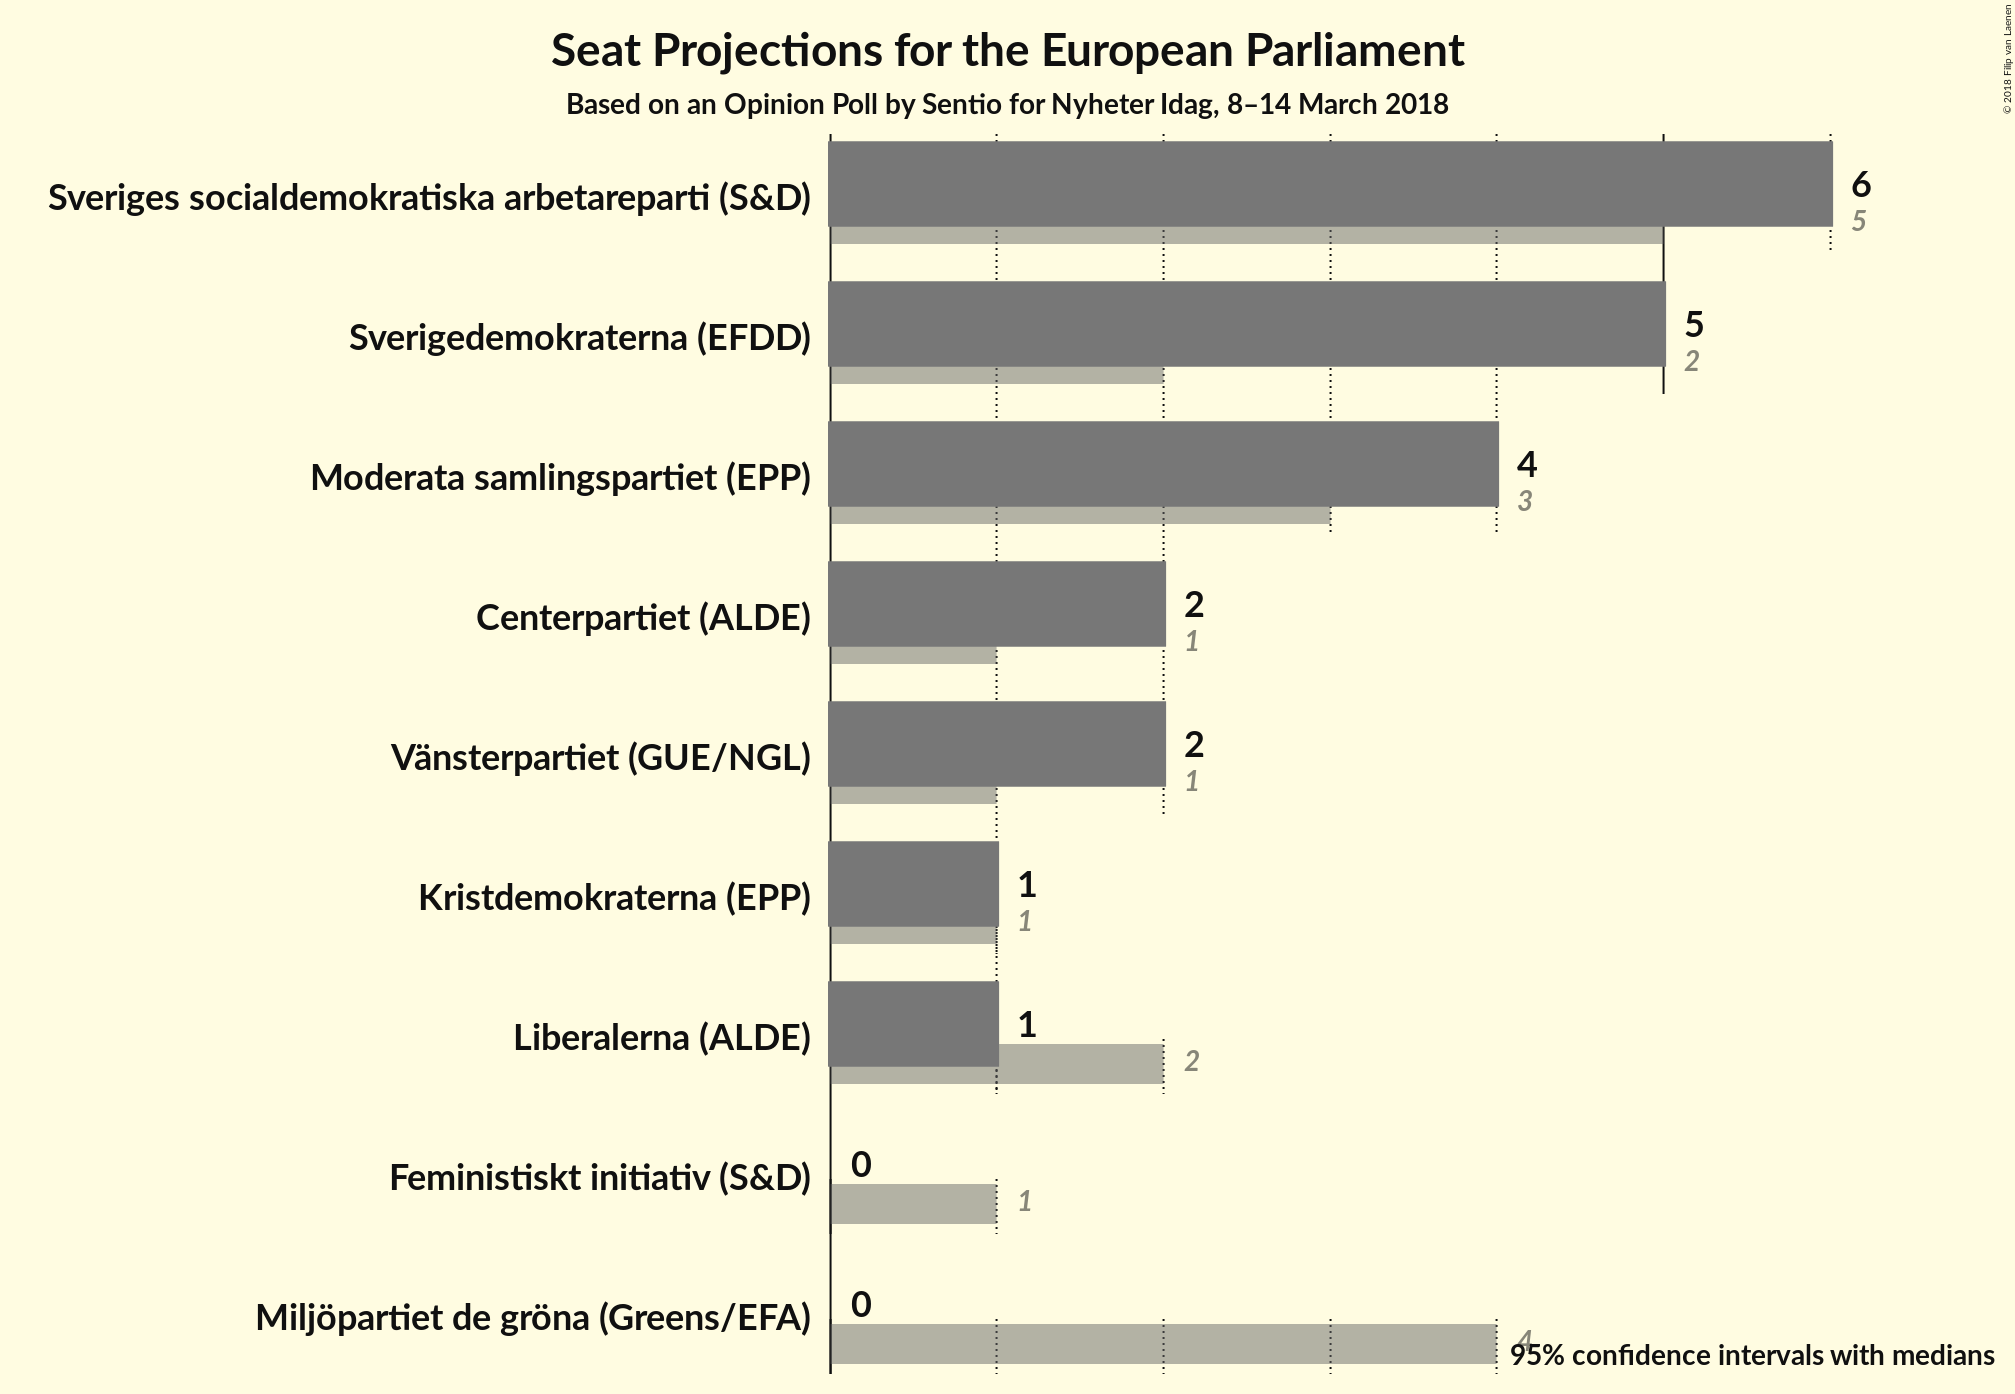 Seat Projections for the European Parliament
Based on an Opinion Poll by Sentio for Nyheter Idag, 8–14 March 2018
© 2018 Filip van Laenen
Sveriges socialdemokratiska arbetareparti (S&D)
6
5
Sverigedemokraterna (EFDD)
5
2
Moderata samlingspartiet (EPP)
4
3
Centerpartiet (ALDE)
2
1
Vänsterpartiet (GUE/NGL)
2
1
Kristdemokraterna (EPP)
1
1
Liberalerna (ALDE)
1
2
Feministiskt initiativ (S&D)
0
1
Miljöpartiet de gröna (Greens/EFA)
0
4
95% confidence intervals with medians